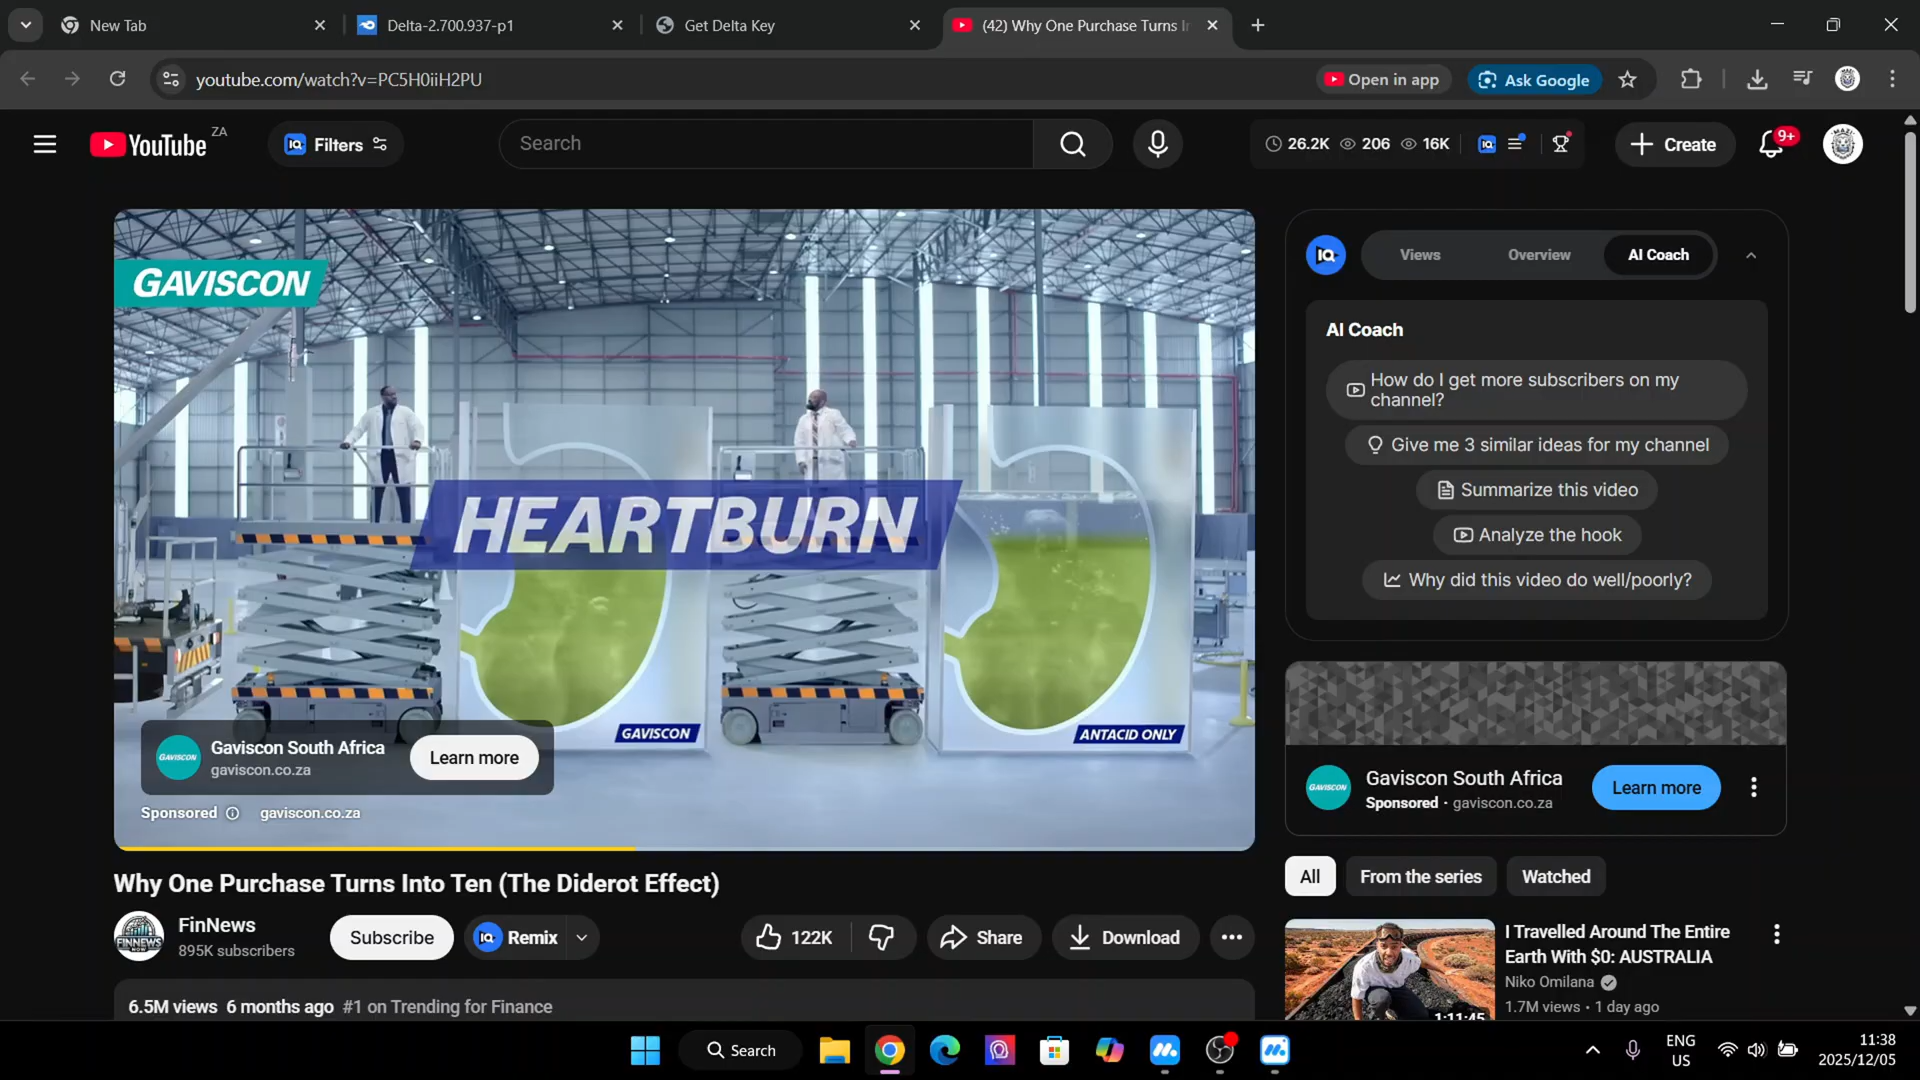 New Tab
Delta-2.700.937-p1
Get Delta Key
(42) Why One Purchase Turns In
youtube.com/watch?v=PC5H0iiH2PU
Open in app
Ask Google
YouTube ZA
IQ Filters
Search
26.2K 206 16K
IQ
Create
9+
GAVISCON
HEARTBURN
GAVISCON
ANTACID ONLY
GAVISCON
Gaviscon South Africa
gaviscon.co.za
Learn more
Sponsored gaviscon.co.za
Why One Purchase Turns Into Ten (The Diderot Effect)
FINNEWS
FinNews
895K subscribers
Subscribe
IQ Remix
122K
Share
Download
6.5M views 6 months ago #1 on Trending for Finance
IQ
Views
Overview
AI Coach
AI Coach
How do I get more subscribers on my
channel?
Give me 3 similar ideas for my channel
Summarize this video
Analyze the hook
Why did this video do well/poorly?
GAVISCON
Gaviscon South Africa
Sponsored · gaviscon.co.za
Learn more
All
From the series
Watched
I Travelled Around The Entire
Earth With $0: AUSTRALIA
Niko Omilana
1.7M views · 1 day ago
1:11:45
Search
ENG
US
11:38
2025/12/05